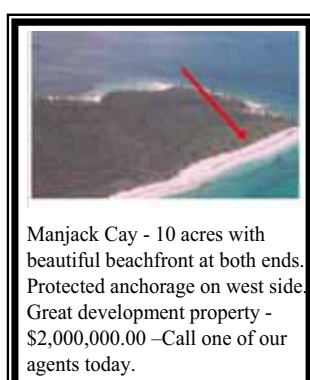 Manjack Cay - 10 acres with
beautiful beachfront at both ends.
Protected anchorage on west side.
Great development property -
$2,000,000.00 –Call one of our
agents today.